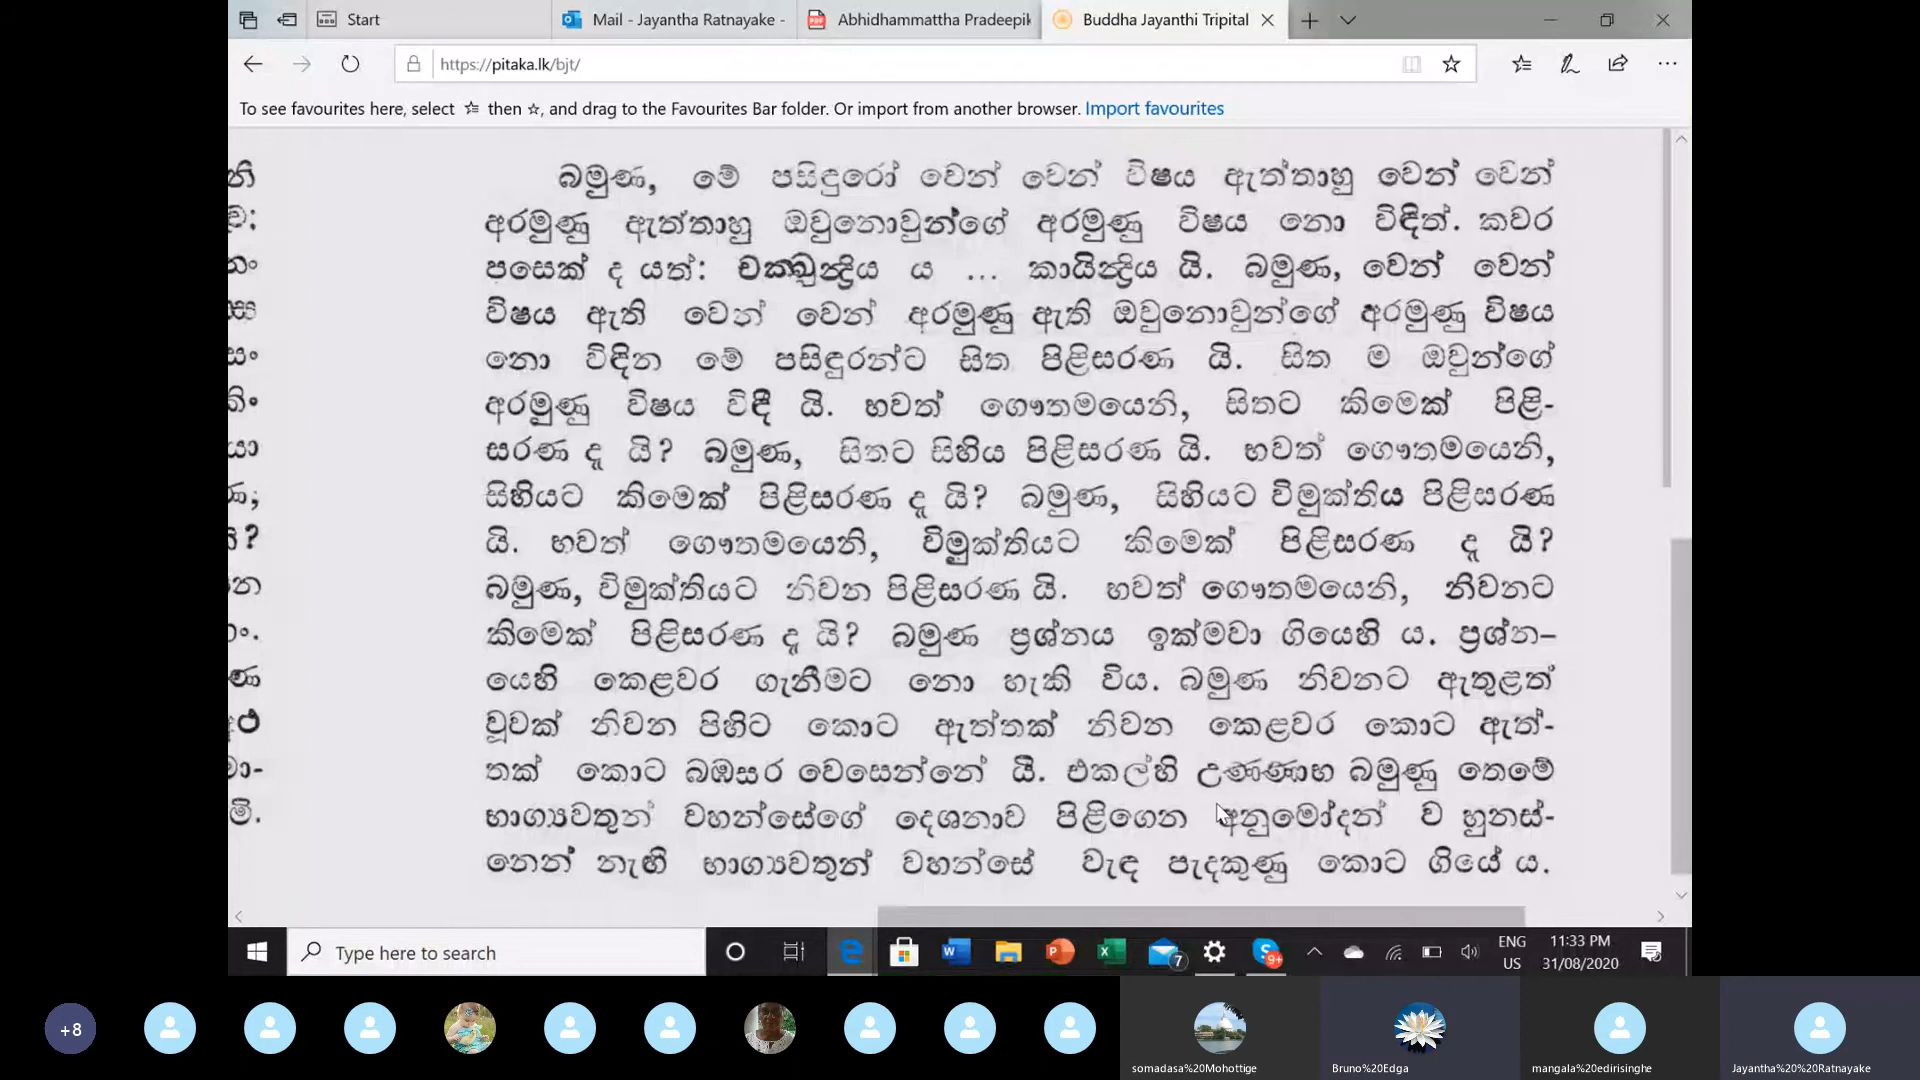 Start
Mail - Jayantha Ratnayake -
Abhidhammattha Pradeepik
Buddha Jayanthi Tripital
https://pitaka.lk/bjt/
To see favourites here, select then , and drag to the Favourites Bar folder. Or import from another browser. Import favourites
බමුණ, මේ පසිඳුරෝ වෙන් වෙන් විෂය ඇත්තාහු වෙන් වෙන්
අරමුණු ඇත්තාහු ඔවුනොවුන්ගේ අරමුණු විෂය නො විඳිත්. කවර
පසෙක් ද යත්: චක්ඛුන්ද්‍රිය ය ... කායින්ද්‍රිය යි. බමුණ, වෙන් වෙන්
විෂය ඇති වෙන් වෙන් අරමුණු ඇති ඔවුනොවුන්ගේ අරමුණු විෂය
නො විඳින මේ පසිඳුරන්ට සිත පිළිසරණ යි. සිත ම ඔවුන්ගේ
අරමුණු විෂය විඳී යි. භවත් ගෞතමයෙනි, සිතට කිමෙක් පිළි-
සරණ දැ යි? බමුණ, සිතට සිහිය පිළිසරණ යි. භවත් ගෞතමයෙනි,
සිහියට කිමෙක් පිළිසරණ දැ යි? බමුණ, සිහියට විමුක්තිය පිළිසරණ
යි. භවත් ගෞතමයෙනි, විමුක්තියට කිමෙක් පිළිසරණ දැ යි?
බමුණ, විමුක්තියට නිවන පිළිසරණ යි. භවත් ගෞතමයෙනි, නිවනට
කිමෙක් පිළිසරණ දැ යි? බමුණ ප්‍රශ්නය ඉක්මවා ගියෙහි ය. ප්‍රශ්න–
යෙහි කෙළවර ගැනීමට නො හැකි විය. බමුණ නිවනට ඇතුළත්
වූවක් නිවන පිහිට කොට ඇත්තක් නිවන කෙළවර කොට ඇත්-
තක් කොට බඹසර වෙසෙන්නේ යි. එකල්හි උණ්ණාභ බමුණු තෙමේ
භාග්‍යවතුන් වහන්සේගේ දෙශනාව පිළිගෙන අනුමෝදන් ව හුනස්-
නෙන් නැඟී භාග්‍යවතුන් වහන්සේ වැඳ පැදකුණු කොට ගියේ ය.
Type here to search
7
9+
ENG
US
11:33 PM
31/08/2020
+8
somadasa%20Mohottige
Bruno%20Edga
mangala%20edirisinghe
Jayantha%20%20Ratnayake